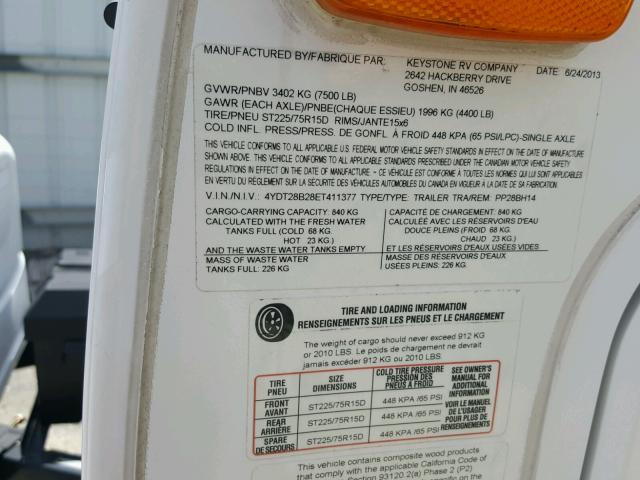 MANUFACTURED BY/FABRIQUE PAR: KEYSTONE RV COMPANY DATE 6/24/2013
2642 HACKBERRY DRIVE
GOSHEN, IN 46526
GVWR/PNBV 3402 KG (7500 LB)
GAWR (EACH AXLE)/PNBE(CHAQUE ESSIEU) 1996 KG (4400 LB)
TIRE/PNEU ST225/75R15D RIMS/JANTE15x6
COLD INFL. PRESS/PRESS. DE GONFL. À FROID 448 KPA (65 PSI/LPC)-SINGLE AXLE
THIS VEHICLE CONFORMS TO ALL APPLICABLE U.S. FEDERAL MOTOR VEHICLE SAFETY STANDARDS IN EFFECT ON THE DATE OF MANUFACTURE
SHOWN ABOVE. THIS VEHICLE CONFORMS TO ALL APPLICABLE STANDARDS PRESCRIBED UNDER THE CANADIAN MOTOR VEHICLE SAFETY
REGULATIONS IN EFFECT ON THE DATE OF MANUFACTURE - CE VEHICULE EST CONFORME A TOUTES LES NORMES QUI LUI SONT APPLICABLES
EN VERTU DU RÈGLEMENT SUR LA SÉCURITÉ DES VÉHICULES AUTOMOBILES DU CANADA EN VIGUEUR À LA DATE DE SA FABRICATION.
V.I.N./N.I.V.: 4YDT28B28ET411377 TYPE/TYPE: TRAILER TRA/REM: PP28BH14
CARGO-CARRYING CAPACITY: 840 KG
CALCULATED WITH THE FRESH
WATER TANKS FULL: (COLD 68 KG.
HOT 23 KG.)
AND THE WASTE WATER TANKS EMPTY
MASS OF WASTE WATER
TANKS FULL: 226 KG
CAPACITÉ DE CHARGEMENT: 840 KG
CALCULÉE AVEC LES RÉSERVOIRS D'EAU
DOUCE PLEINS (FROID 68 KG.
CHAUD 23 KG.)
ET LES RÉSERVOIRS D'EAUX USÉES VIDES.
MASSE DES RÉSERVOIRS D'EAUX
USÉES PLEINS: 226 KG.
TIRE AND LOADING INFORMATION
RENSEIGNEMENTS SUR LES PNEUS ET LE CHARGEMENT
The weight of cargo should never exceed 912 KG
or 2010 LBS. Le poids de chargement ne devrait
jamais excéder 912 KG ou 2010 LBS.
TIRE
PNEU
SIZE
DIMENSIONS
COLD TIRE PRESSURE
PRESSION DES
PNEUS A FROID
SEE OWNER'S
MANUAL FOR
ADDITIONAL
INFORMATION
VOIR LE MANUEL
DE L'USAGER
POUR PLUS DE
RENSEIGNEMENTS
FRONT
AVANT
ST225/75R15D
448 KPA /65 PSI
REAR
ARRIÈRE
ST225/75R15D
448 KPA /65 PSI
SPARE
DE SECOURS
ST225/75R15D
448 KPA /65 PSI
This vehicle contains composite wood products
that comply with the applicable California Code of
Section 93120.2(a) Phase 2 (P2)